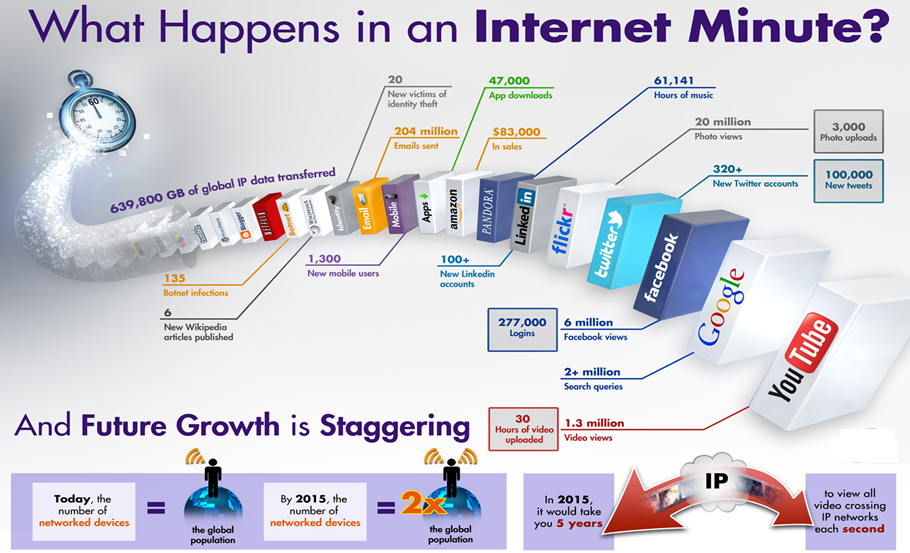 What Happens in an Internet Minute?
60
20
New victims of
identity theft
47,000
App downloads
61,141
Hours of music
204 million
Emails sent
$83,000
In sales
20 million
Photo views
3,000
Photo uploads
320+
New Twitter accounts
100,000
New tweets
639,800 GB of global IP data transferred
Blogger
NETFLIX
Botnet
Identity
Email
Mobile
Apps
amazon
PANDORA
Linked in
flickr
twitter
facebook
Google
You Tube
135
Botnet infections
6
New Wikipedia
articles published
1,300
New mobile users
100+
New Linkedin
accounts
277,000
Logins
6 million
Facebook views
2+ million
Search queries
30
Hours of video
uploaded
1.3 million
Video views
And Future Growth is Staggering
Today, the
number of
networked devices
=
the global
population
By 2015, the
number of
networked devices
=
2x
the global
population
In 2015,
it would take
you 5 years
IP
to view all
video crossing
IP networks
each second